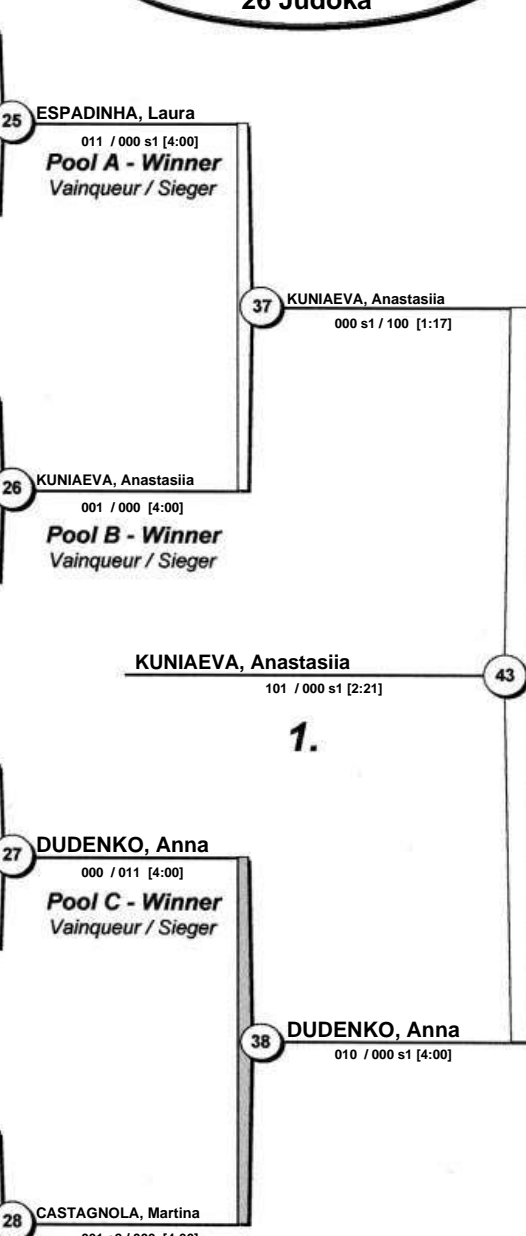 26 Judoka
25 ESPADINHA, Laura
011 / 000 s1 [4:00]
Pool A - Winner
Vainqueur / Sieger
37 KUNIAEVA, Anastasiia
000 s1 / 100 [1:17]
26 KUNIAEVA, Anastasiia
001 / 000 [4:00]
Pool B - Winner
Vainqueur / Sieger
KUNIAEVA, Anastasiia
43
101 / 000 s1 [2:21]
1.
27 DUDENKO, Anna
000 / 011 [4:00]
Pool C - Winner
Vainqueur / Sieger
38 DUDENKO, Anna
010 / 000 s1 [4:00]
28 CASTAGNOLA, Martina